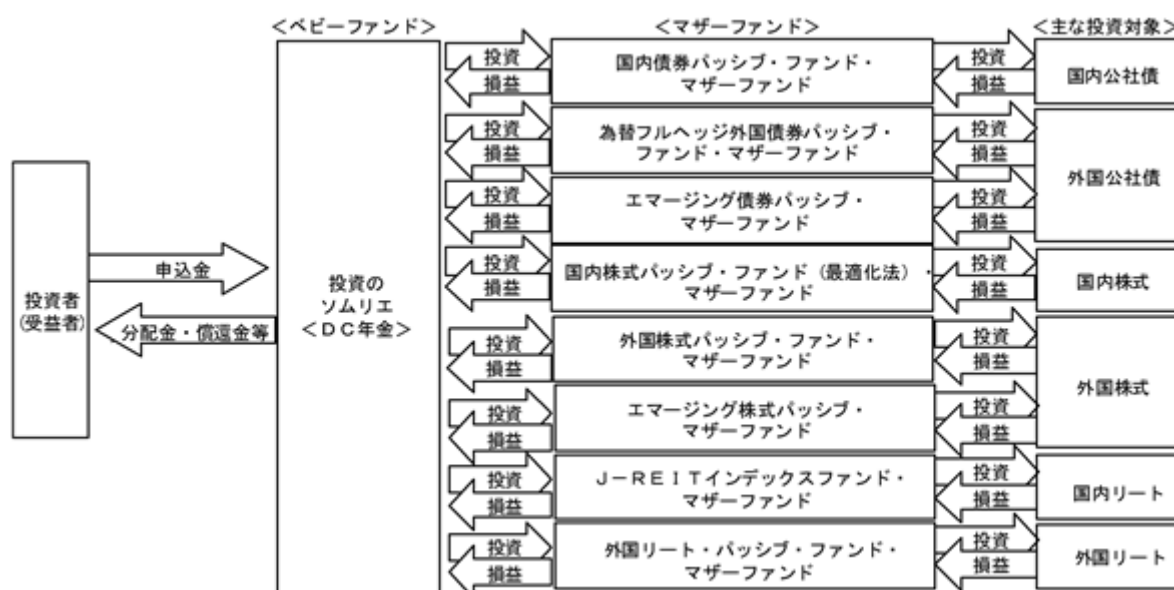 ＜ベビーファンド＞
＜マザーファンド＞
＜主な投資対象＞
投資者
(受益者)
申込金
分配金・償還金等
投資の
ソムリエ
＜ＤＣ年金＞
投資
損益
国内債券パッシブ・ファンド・
マザーファンド
投資
損益
国内公社債
投資
損益
為替フルヘッジ外国債券パッシブ・
ファンド・マザーファンド
投資
損益
外国公社債
投資
損益
エマージング債券パッシブ・
マザーファンド
投資
損益
投資
損益
国内株式パッシブ・ファンド（最適化法）・
マザーファンド
投資
損益
国内株式
投資
損益
外国株式パッシブ・ファンド・
マザーファンド
投資
損益
外国株式
投資
損益
エマージング株式パッシブ・
マザーファンド
投資
損益
投資
損益
Ｊ－ＲＥＩＴインデックスファンド・
マザーファンド
投資
損益
国内リート
投資
損益
外国リート・パッシブ・ファンド・
マザーファンド
投資
損益
外国リート